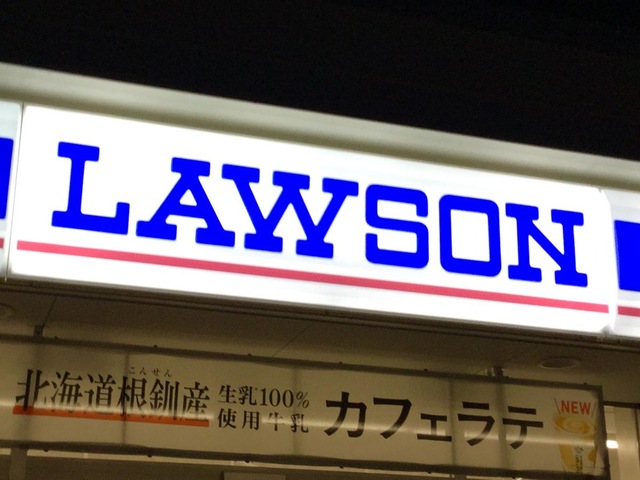 LAWSON
こんせん
北海道根釧産
生乳100%
使用牛乳
カフェラテ
NEW